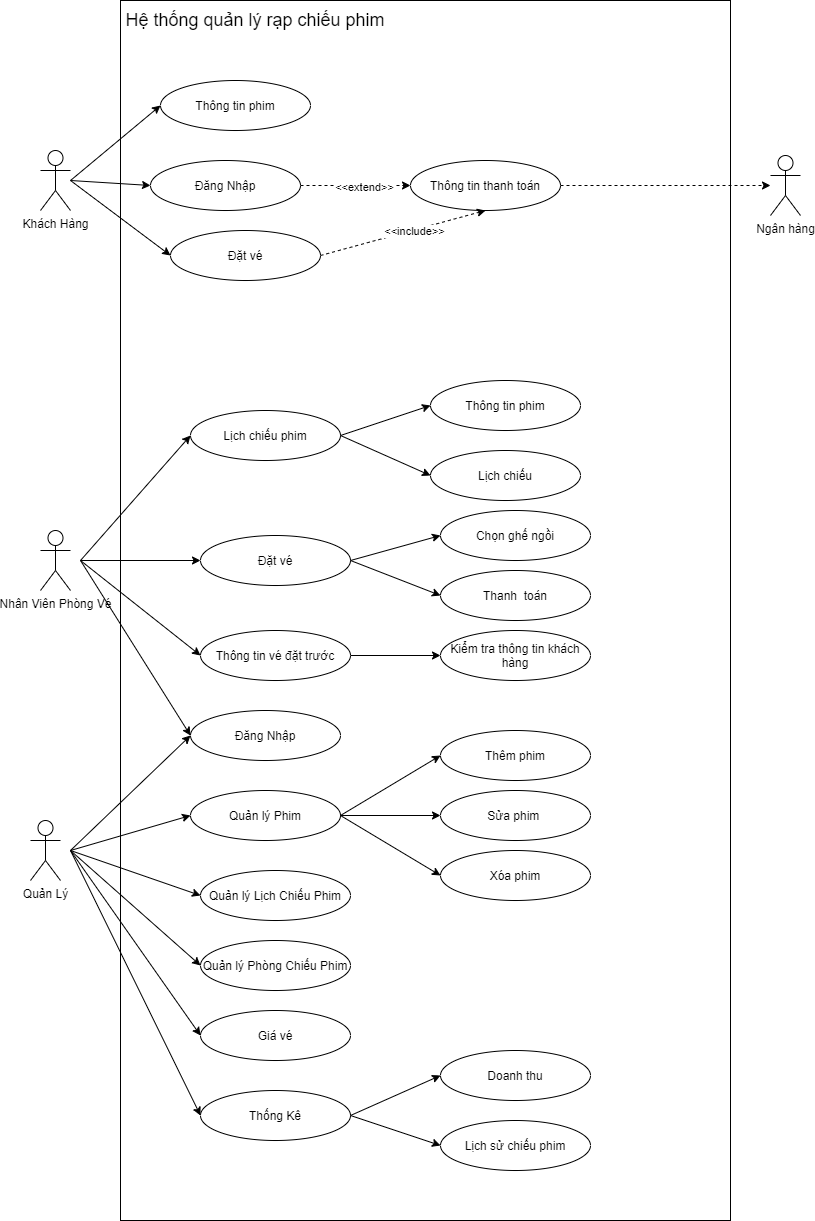 Hệ thống quản lý rạp chiếu phim
Thông tin phim
Đăng Nhập
<<extend>>
Thông tin thanh toán
Khách Hàng
Ngân hàng
<<include>>
Đặt vé
Thông tin phim
Lịch chiếu phim
Lịch chiếu
Chọn ghế ngồi
Đặt vé
Thanh toán
Nhân Viên Phòng Vé
Thông tin vé đặt trước
Kiểm tra thông tin khách
hàng
Đăng Nhập
Thêm phim
Quản lý Phim
Sửa phim
Xóa phim
Quản Lý
Quản lý Lịch Chiếu Phim
Quản lý Phòng Chiếu Phim
Giá vé
Doanh thu
Thống Kê
Lịch sử chiếu phim